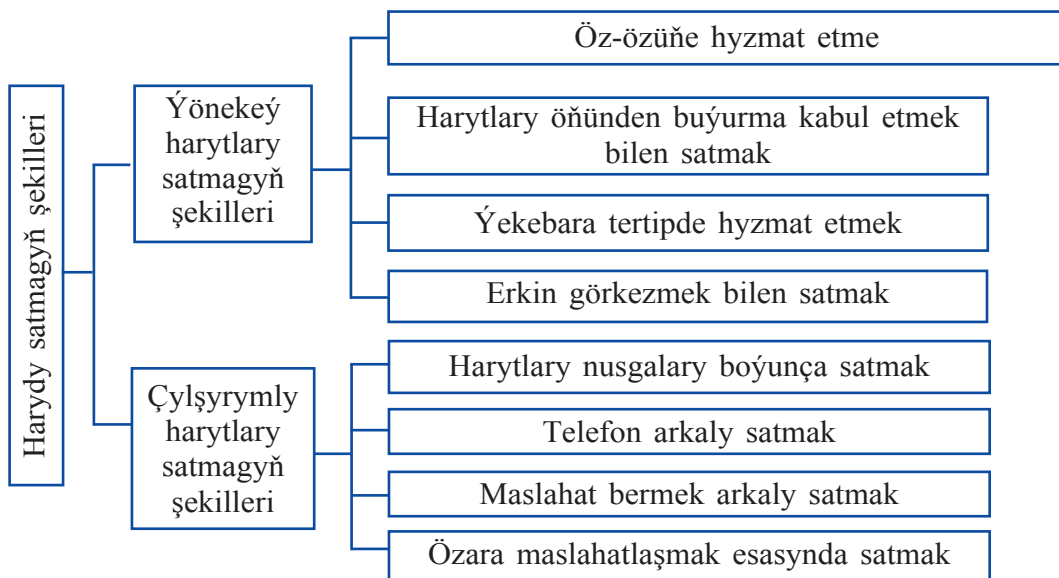 Harydy satmagyň şekilleri
Ýönekeý
harytlary
satmagyň
şekilleri
Öz-özüňe hyzmat etme
Harytlary öňünden buýurma kabul etmek
bilen satmak
Ýekebara tertipde hyzmat etmek
Erkin görkezmek bilen satmak
Çylşyrymly
harytlary
satmagyň
şekilleri
Harytlary nusgalary boýunça satmak
Telefon arkaly satmak
Maslahat bermek arkaly satmak
Özara maslahatlaşmak esasynda satmak